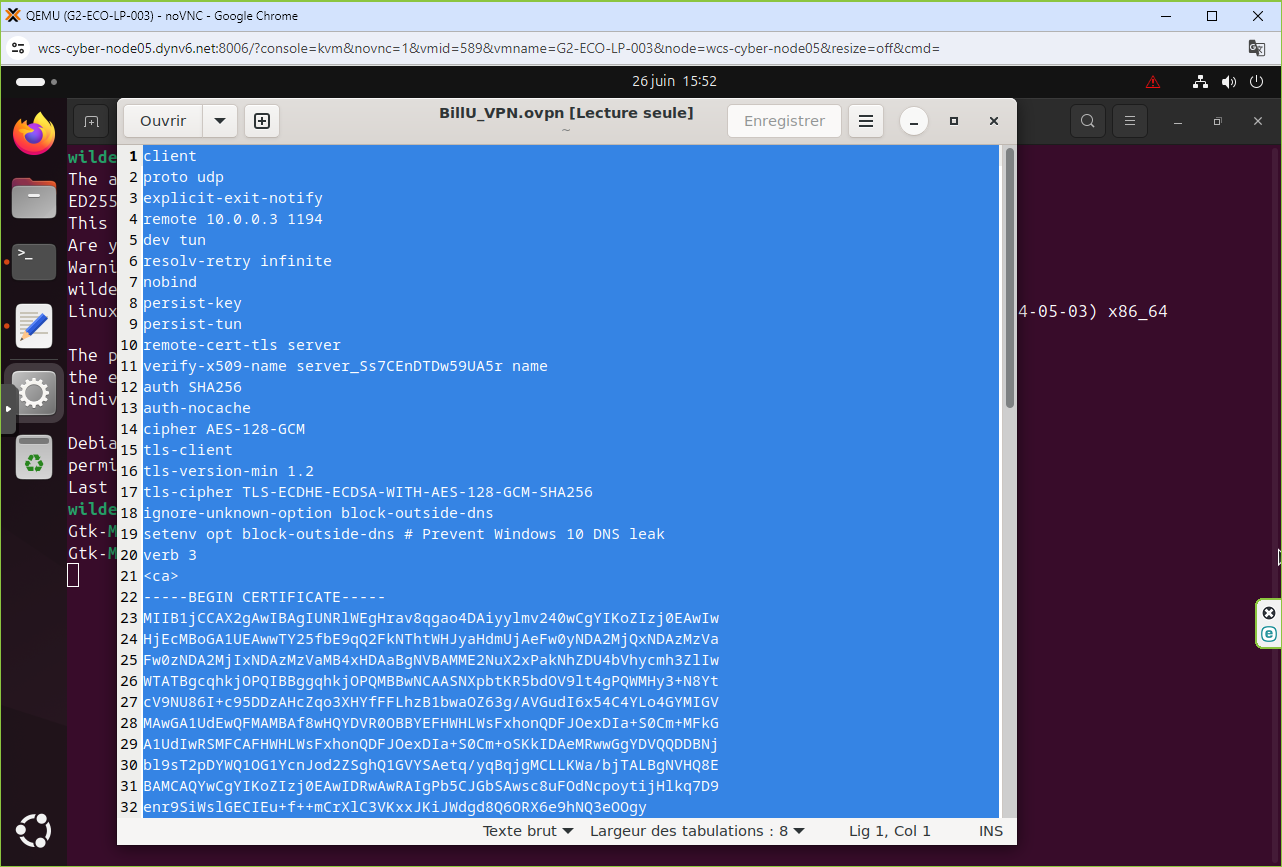 QEMU (G2-ECO-LP-003) - noVNC - Google Chrome
wcs-cyber-node05.dynv6.net:8006/?console=kvm&novnc=1&vmid=589&vmname=G2-ECO-LP-003&node=wcs-cyber-node05&resize=off&cmd=
26 juin 15:52
Ouvrir
BillU_VPN.ovpn [Lecture seule]
~
Enregistrer
wilde
The a
ED255
This
Are y
Warni
wilde
Linux
4-05-03) x86_64
The p
the e
indiv
Debia
permi
Last
wilde
Gtk-M
Gtk-M
1 client
2 proto udp
3 explicit-exit-notify
4 remote 10.0.0.3 1194
5 dev tun
6 resolv-retry infinite
7 nobind
8 persist-key
9 persist-tun
10 remote-cert-tls server
11 verify-x509-name server_Ss7CEnDTDw59UA5r name
12 auth SHA256
13 auth-nocache
14 cipher AES-128-GCM
15 tls-client
16 tls-version-min 1.2
17 tls-cipher TLS-ECDHE-ECDSA-WITH-AES-128-GCM-SHA256
18 ignore-unknown-option block-outside-dns
19 setenv opt block-outside-dns # Prevent Windows 10 DNS leak
20 verb 3
21 <ca>
22 -----BEGIN CERTIFICATE-----
23 MIIB1jCCAX2gAwIBAgIUNRlWEgHrav8qgao4DAiyylmv240wCgYIKoZIzj0EAwIw
24 HjEcMBoGA1UEAwwTY25fbE9qQ2FkNThtWHJyaHdmUjAeFw0yNDA2MjQxNDAzMzVa
25 Fw0zNDA2MjIxNDAzMzVaMB4xHDAaBgNVBAMME2NuX2xPakNhZDU4bVhycmh3ZlIw
26 WTATBgcqhkjOPQIBBggqhkjOPQMBBwNCAASNXpbtKR5bdOV9lt4gPQWMHy3+N8Yt
27 cV9NU86I+c95DDzAHcZqo3XHYfFFLhzB1bwaOZ63g/AVGudI6x54C4YLo4GYMIGV
28 MAwGA1UdEwQFMAMBAf8wHQYDVR0OBBYEFHWHLWsFxhonQDFJOexDIa+S0Cm+MFkG
29 A1UdIwRSMFCAFHWHLWsFxhonQDFJOexDIa+S0Cm+oSKkIDAeMRwwGgYDVQQDDBNj
30 bl9sT2pDYWQ1OG1YcnJod2ZSghQ1GVYSAetq/yqBqjgMCLLKWa/bjTALBgNVHQ8E
31 BAMCAQYwCgYIKoZIzj0EAwIDRwAwRAIgPb5CJGbSAwsc8uFOdNcpoytijHlkq7D9
32 enr9SiWslGECIEu+f++mCrXlC3VKxxJKiJWdgd8Q6ORX6e9hNQ3eOOgy
Texte brut
Largeur des tabulations : 8
Lig 1, Col 1
INS